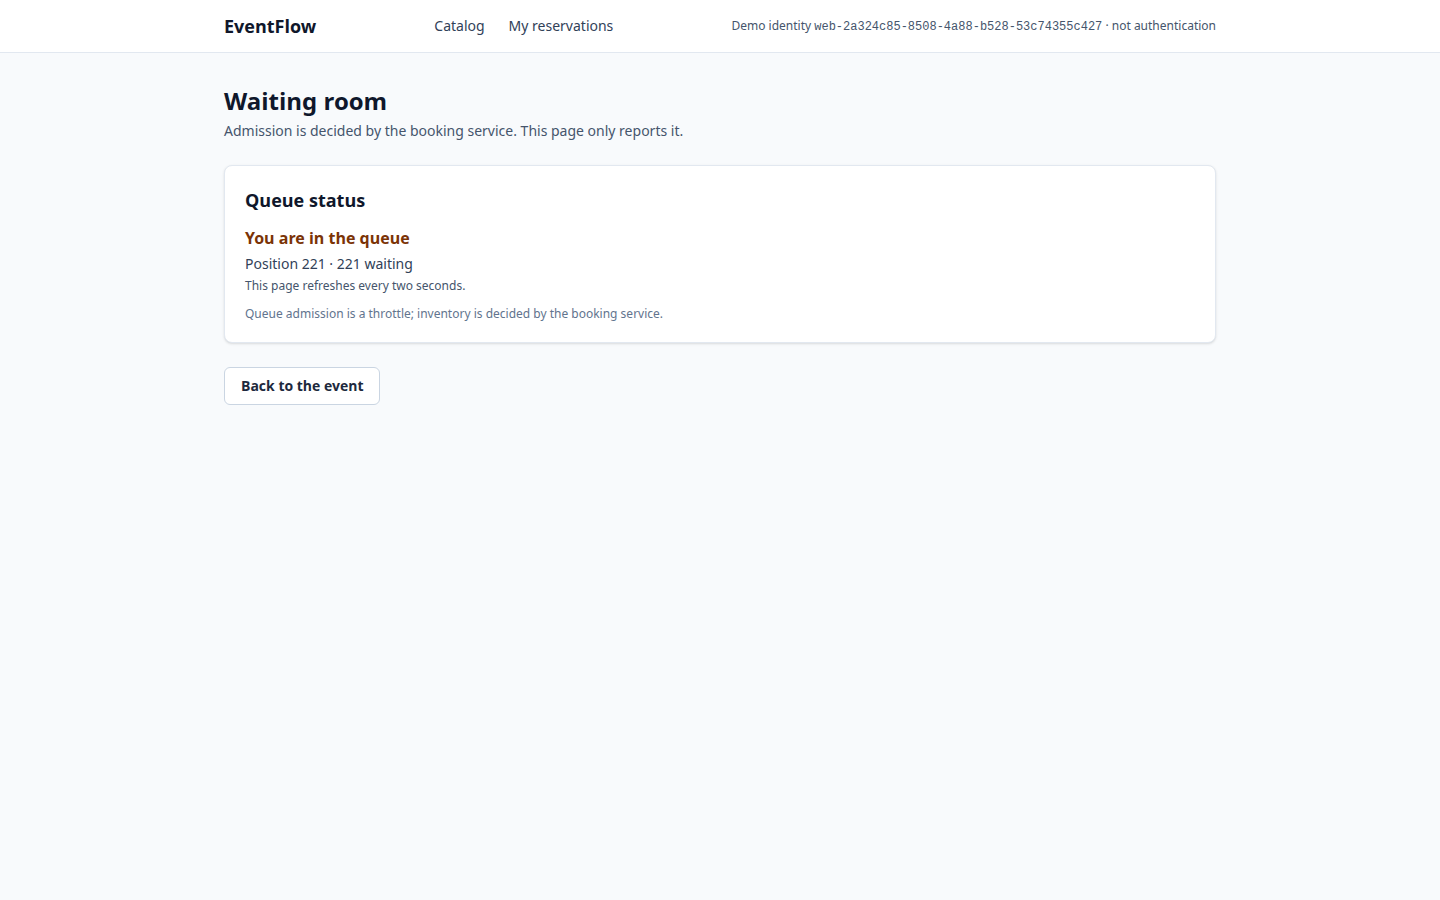 EventFlow
Catalog
My reservations
Demo identity web-2a324c85-8508-4a88-b528-53c74355c427 · not authentication
Waiting room
Admission is decided by the booking service. This page only reports it.
Queue status
You are in the queue
Position 221 · 221 waiting
This page refreshes every two seconds.
Queue admission is a throttle; inventory is decided by the booking service.
Back to the event